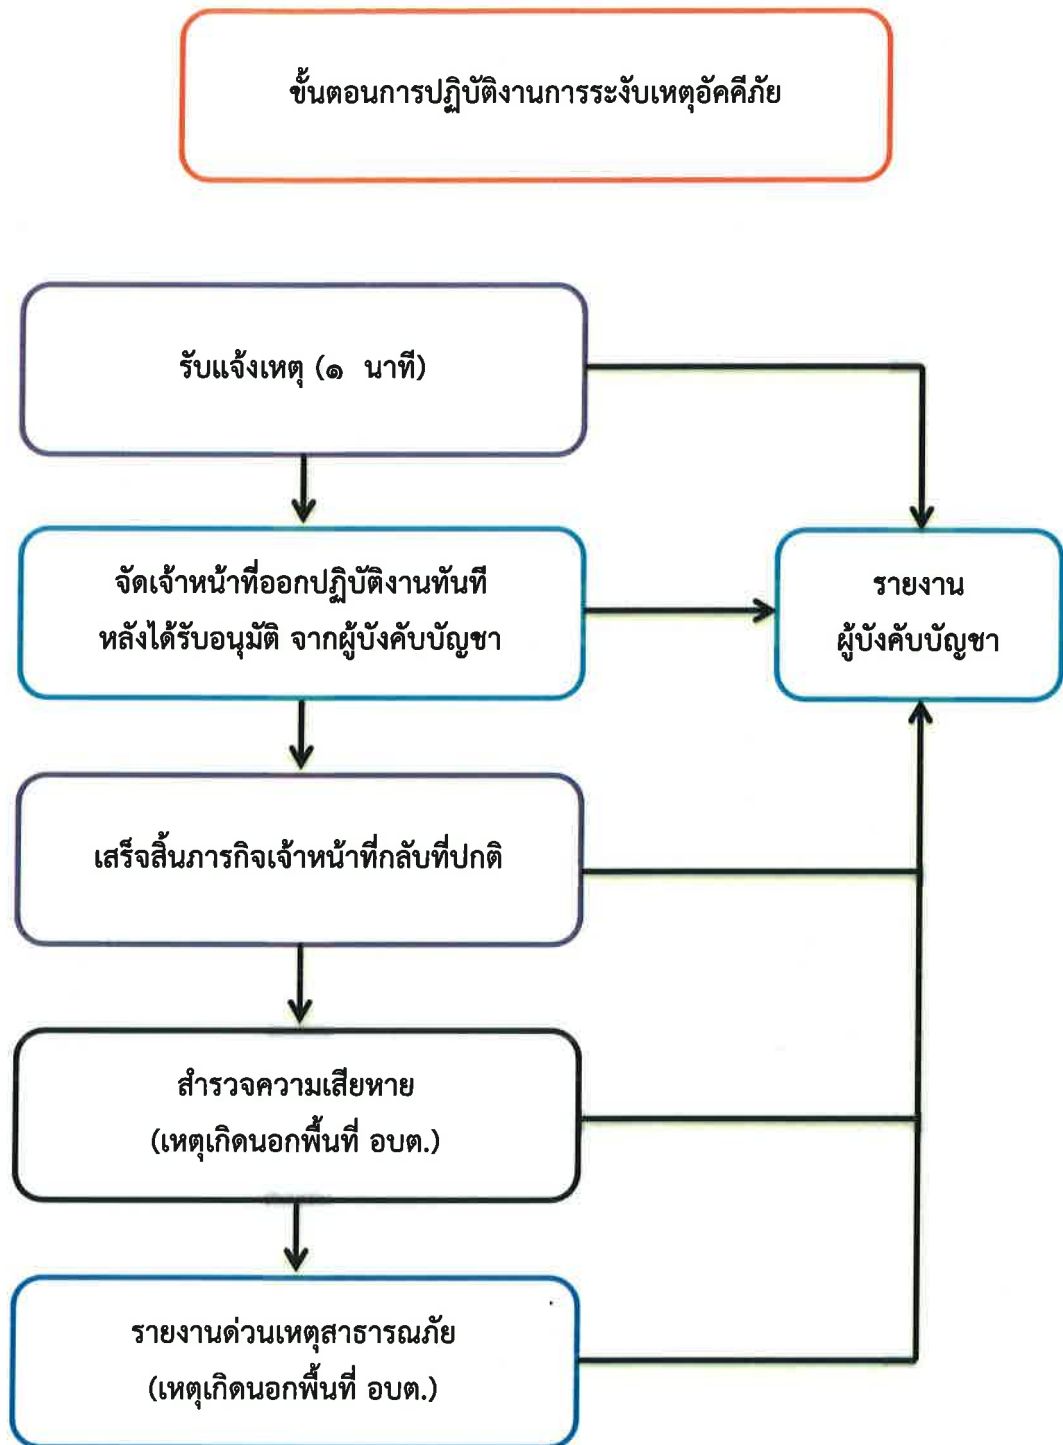 ขั้นตอนการปฏิบัติงานการระงับเหตุอัคคีภัย
รับแจ้งเหตุ (๑ นาที)
จัดเจ้าหน้าที่ออกปฏิบัติงานทันที
หลังได้รับอนุมัติ จากผู้บังคับบัญชา
รายงาน
ผู้บังคับบัญชา
เสร็จสิ้นภารกิจเจ้าหน้าที่กลับที่ปกติ
สำรวจความเสียหาย
(เหตุเกิดนอกพื้นที่ อบต.)
รายงานด่วนเหตุสาธารณภัย
(เหตุเกิดนอกพื้นที่ อบต.)